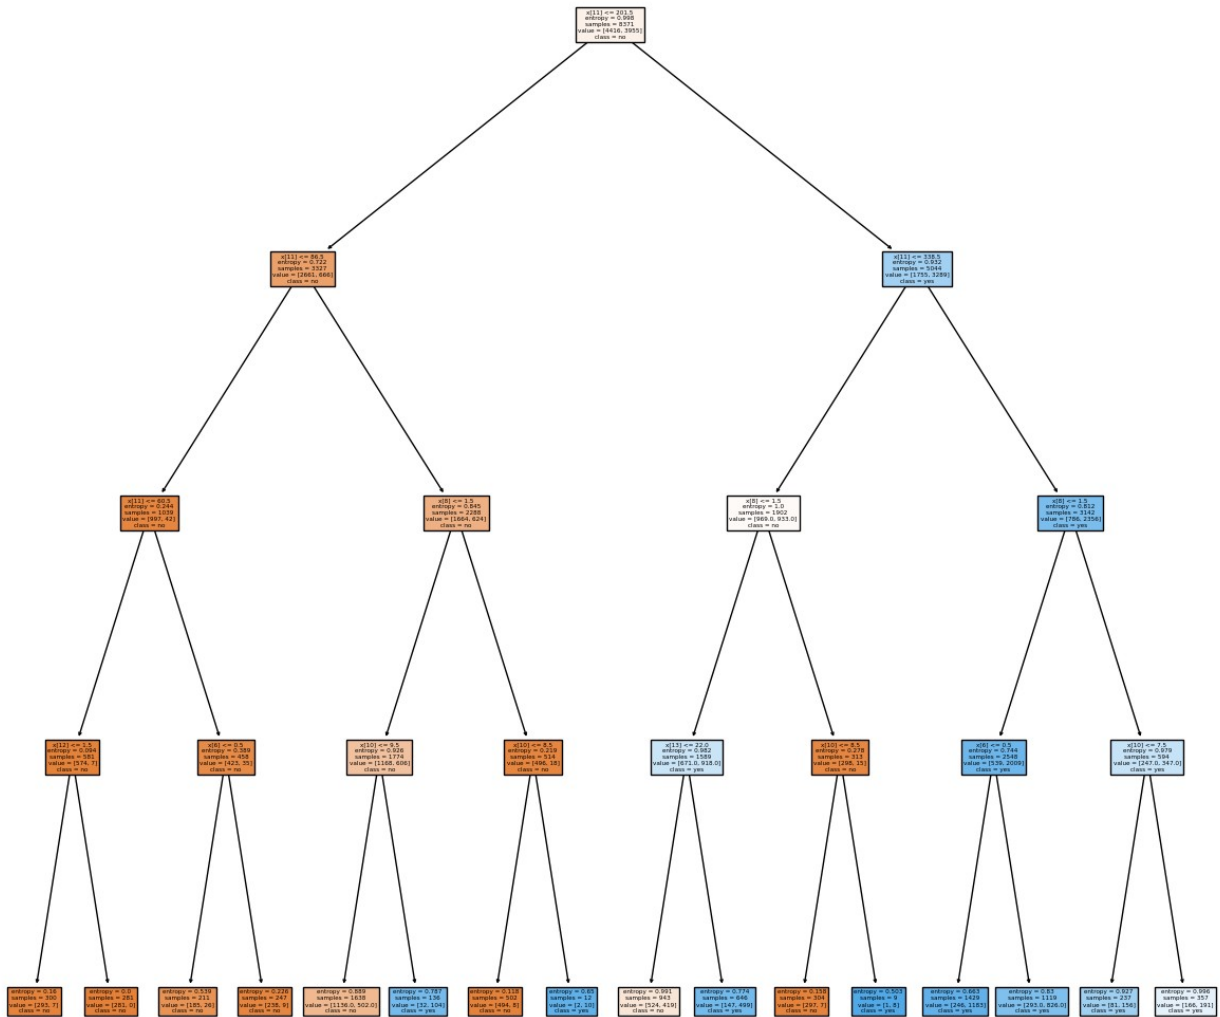 x[11] <= 201.5
entropy = 0.998
samples = 8371
value = [4416, 3955]
class = no
x[11] <= 86.5
entropy = 0.722
samples = 3327
value = [2661, 666]
class = no
x[11] <= 338.5
entropy = 0.932
samples = 5044
value = [1755, 3289]
class = yes
x[11] <= 60.5
entropy = 0.244
samples = 1039
value = [997, 42]
class = no
x[8] <= 1.5
entropy = 0.845
samples = 2288
value = [1664, 624]
class = no
x[8] <= 1.5
entropy = 1.0
samples = 1902
value = [969.0, 933.0]
class = no
x[8] <= 1.5
entropy = 0.812
samples = 3142
value = [786, 2356]
class = yes
x[12] <= 1.5
entropy = 0.094
samples = 581
value = [574, 7]
class = no
x[6] <= 0.5
entropy = 0.389
samples = 458
value = [423, 35]
class = no
x[10] <= 9.5
entropy = 0.926
samples = 1774
value = [1168, 606]
class = no
x[10] <= 8.5
entropy = 0.219
samples = 514
value = [496, 18]
class = no
x[13] <= 22.0
entropy = 0.982
samples = 1589
value = [671.0, 918.0]
class = yes
x[10] <= 8.5
entropy = 0.278
samples = 313
value = [298, 15]
class = no
x[6] <= 0.5
entropy = 0.744
samples = 2548
value = [539, 2009]
class = yes
x[10] <= 7.5
entropy = 0.979
samples = 594
value = [247.0, 347.0]
class = yes
entropy = 0.16
samples = 300
value = [293, 7]
class = no
entropy = 0.0
samples = 281
value = [281, 0]
class = no
entropy = 0.539
samples = 211
value = [185, 26]
class = no
entropy = 0.226
samples = 247
value = [238, 9]
class = no
entropy = 0.889
samples = 1638
value = [1136.0, 502.0]
class = no
entropy = 0.787
samples = 136
value = [32, 104]
class = yes
entropy = 0.118
samples = 502
value = [494, 8]
class = no
entropy = 0.65
samples = 12
value = [2, 10]
class = yes
entropy = 0.991
samples = 943
value = [524, 419]
class = no
entropy = 0.774
samples = 646
value = [147, 499]
class = yes
entropy = 0.158
samples = 304
value = [297, 7]
class = no
entropy = 0.503
samples = 9
value = [1, 8]
class = yes
entropy = 0.663
samples = 1429
value = [246, 1183]
class = yes
entropy = 0.83
samples = 1119
value = [293.0, 826.0]
class = yes
entropy = 0.927
samples = 237
value = [81, 156]
class = yes
entropy = 0.996
samples = 357
value = [166, 191]
class = yes